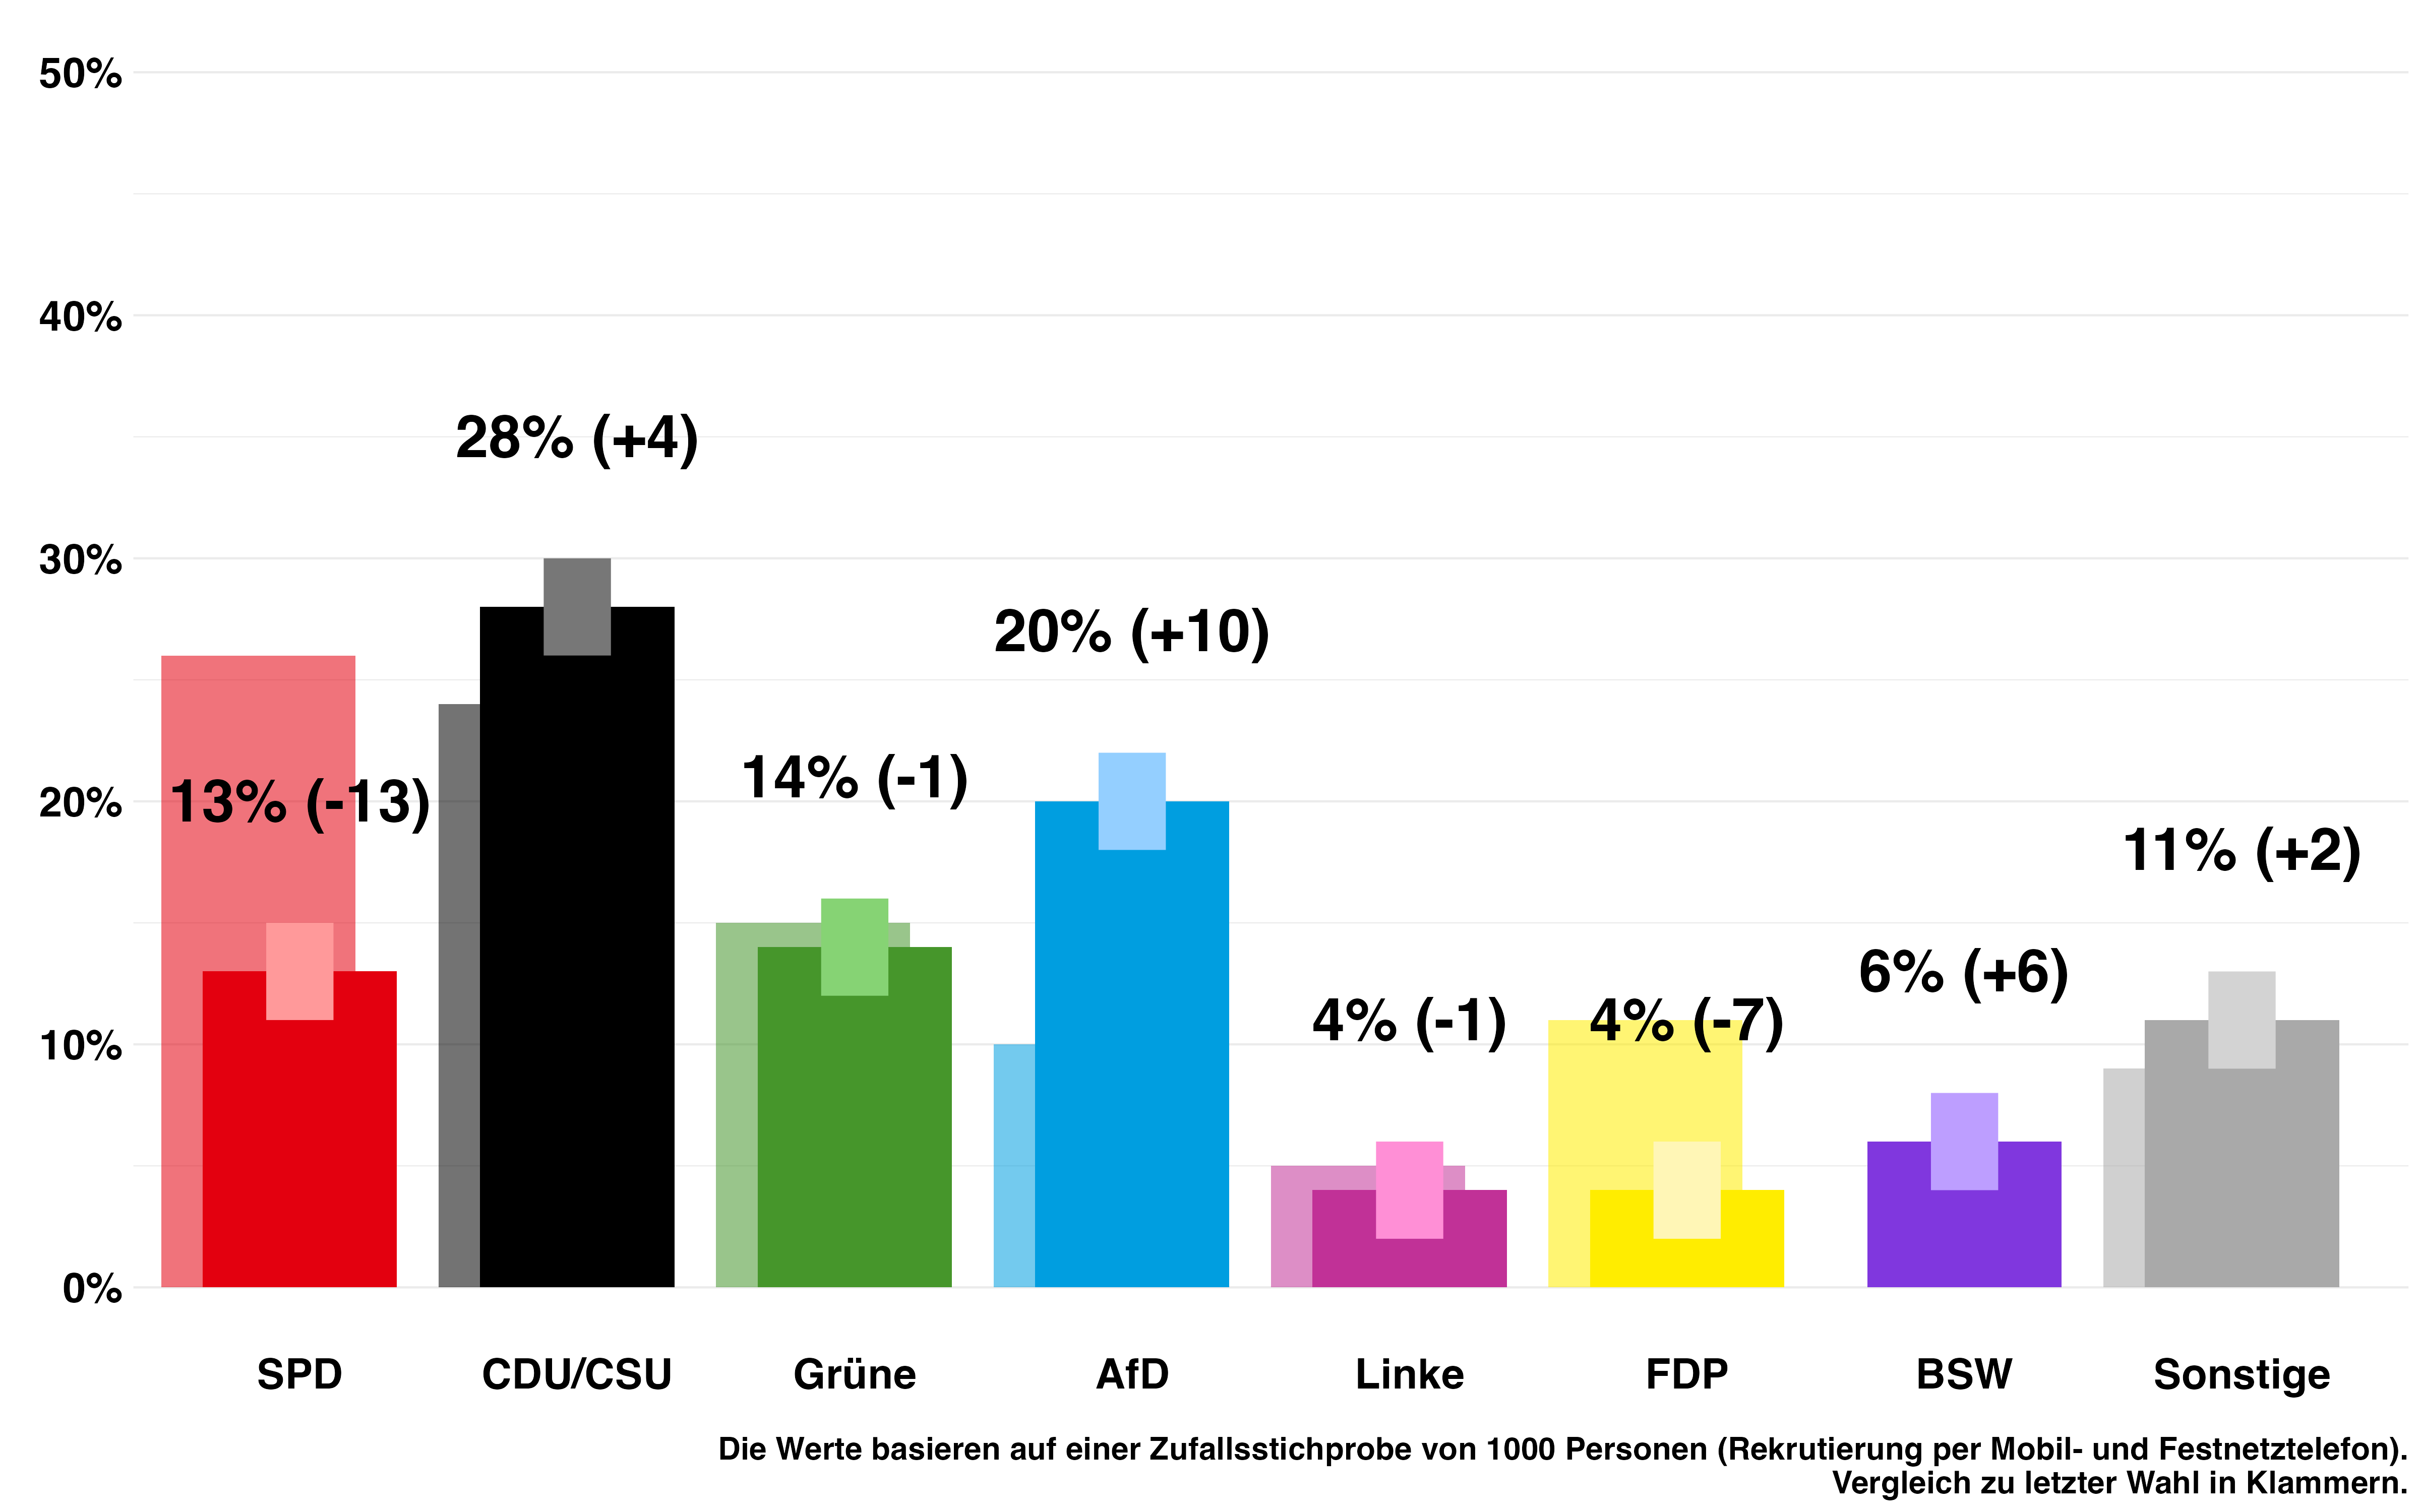 50%
40%
30%
20%
10%
0%
13% (-13)
28% (+4)
14% (-1)
20% (+10)
4% (-1)
4% (-7)
6% (+6)
11% (+2)
SPD
CDU/CSU
Grüne
AfD
Linke
FDP
BSW
Sonstige
Die Werte basieren auf einer Zufallsstichprobe von 1000 Personen (Rekrutierung per Mobil- und Festnetztelefon).
Vergleich zu letzter Wahl in Klammern.